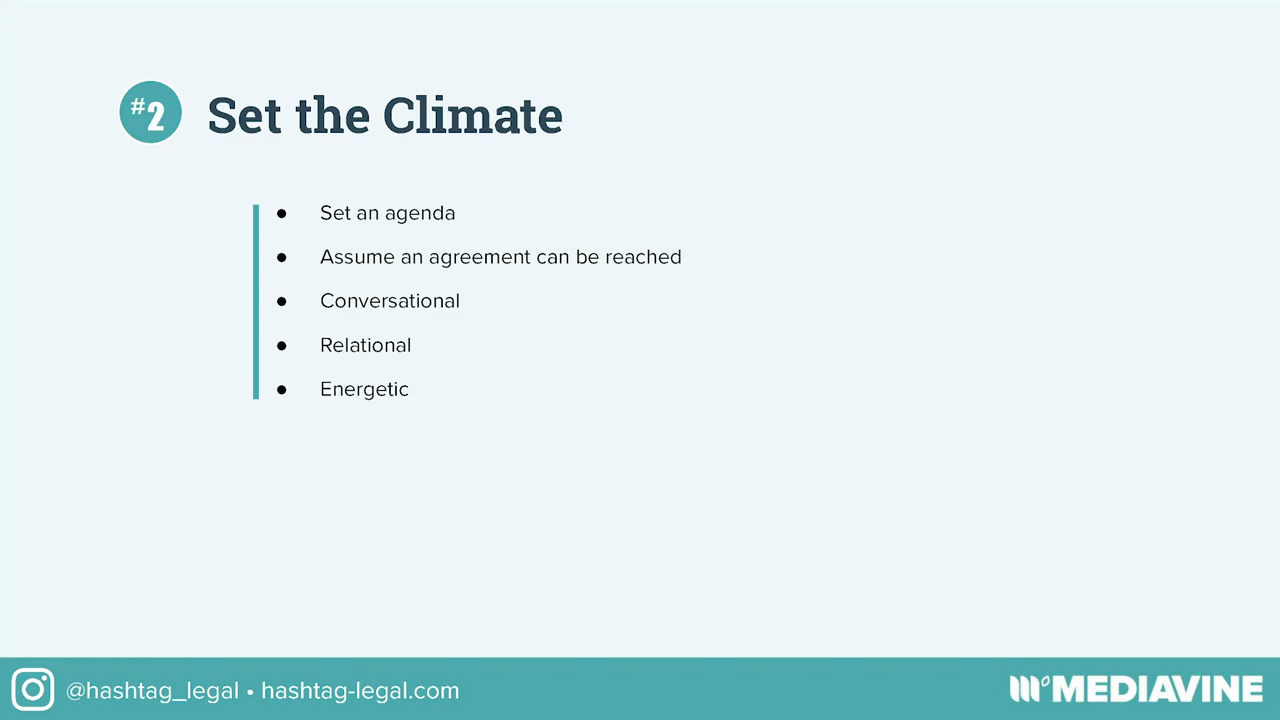 #2 Set the Climate
● Set an agenda
● Assume an agreement can be reached
● Conversational
● Relational
● Energetic
@hashtag_legal • hashtag-legal.com
MEDIAVINE